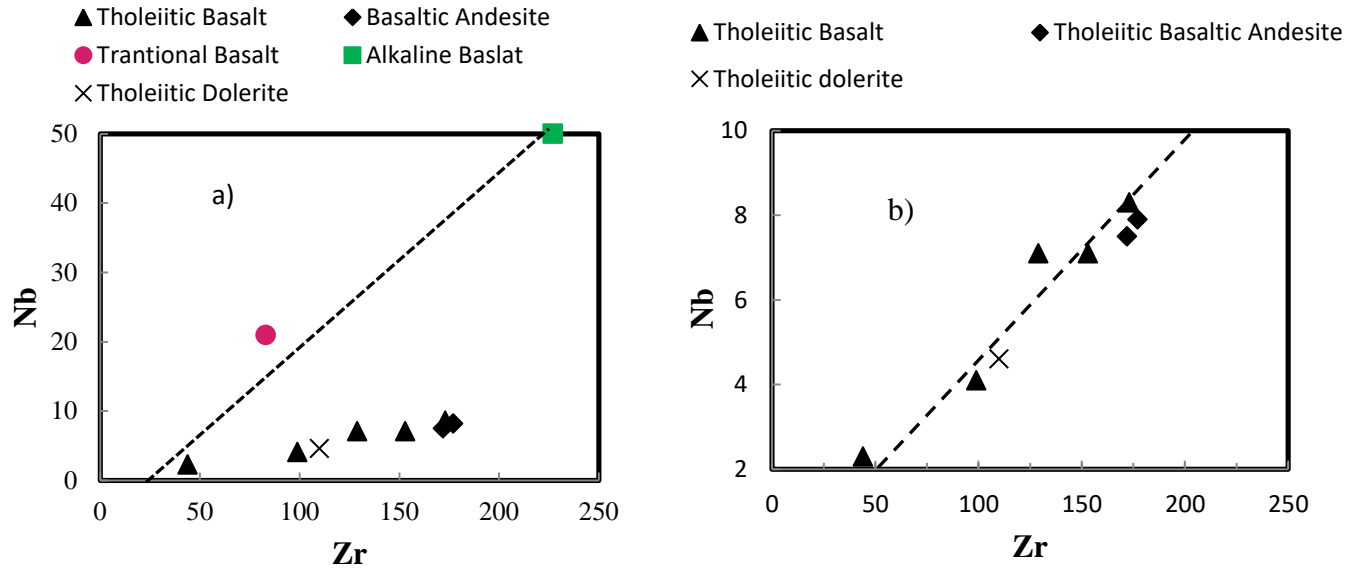 Tholeiitic Basalt Basaltic Andesite
Trantional Basalt Alkaline Baslat
Tholeiitic Dolerite
50
40
30
20
10
0
Nb
a)
0 50 100 150 200 250
Zr
Tholeiitic Basalt Tholeiitic Basaltic Andesite
Tholeiitic dolerite
10
8
6
4
2
Nb
b)
0 50 100 150 200 250
Zr